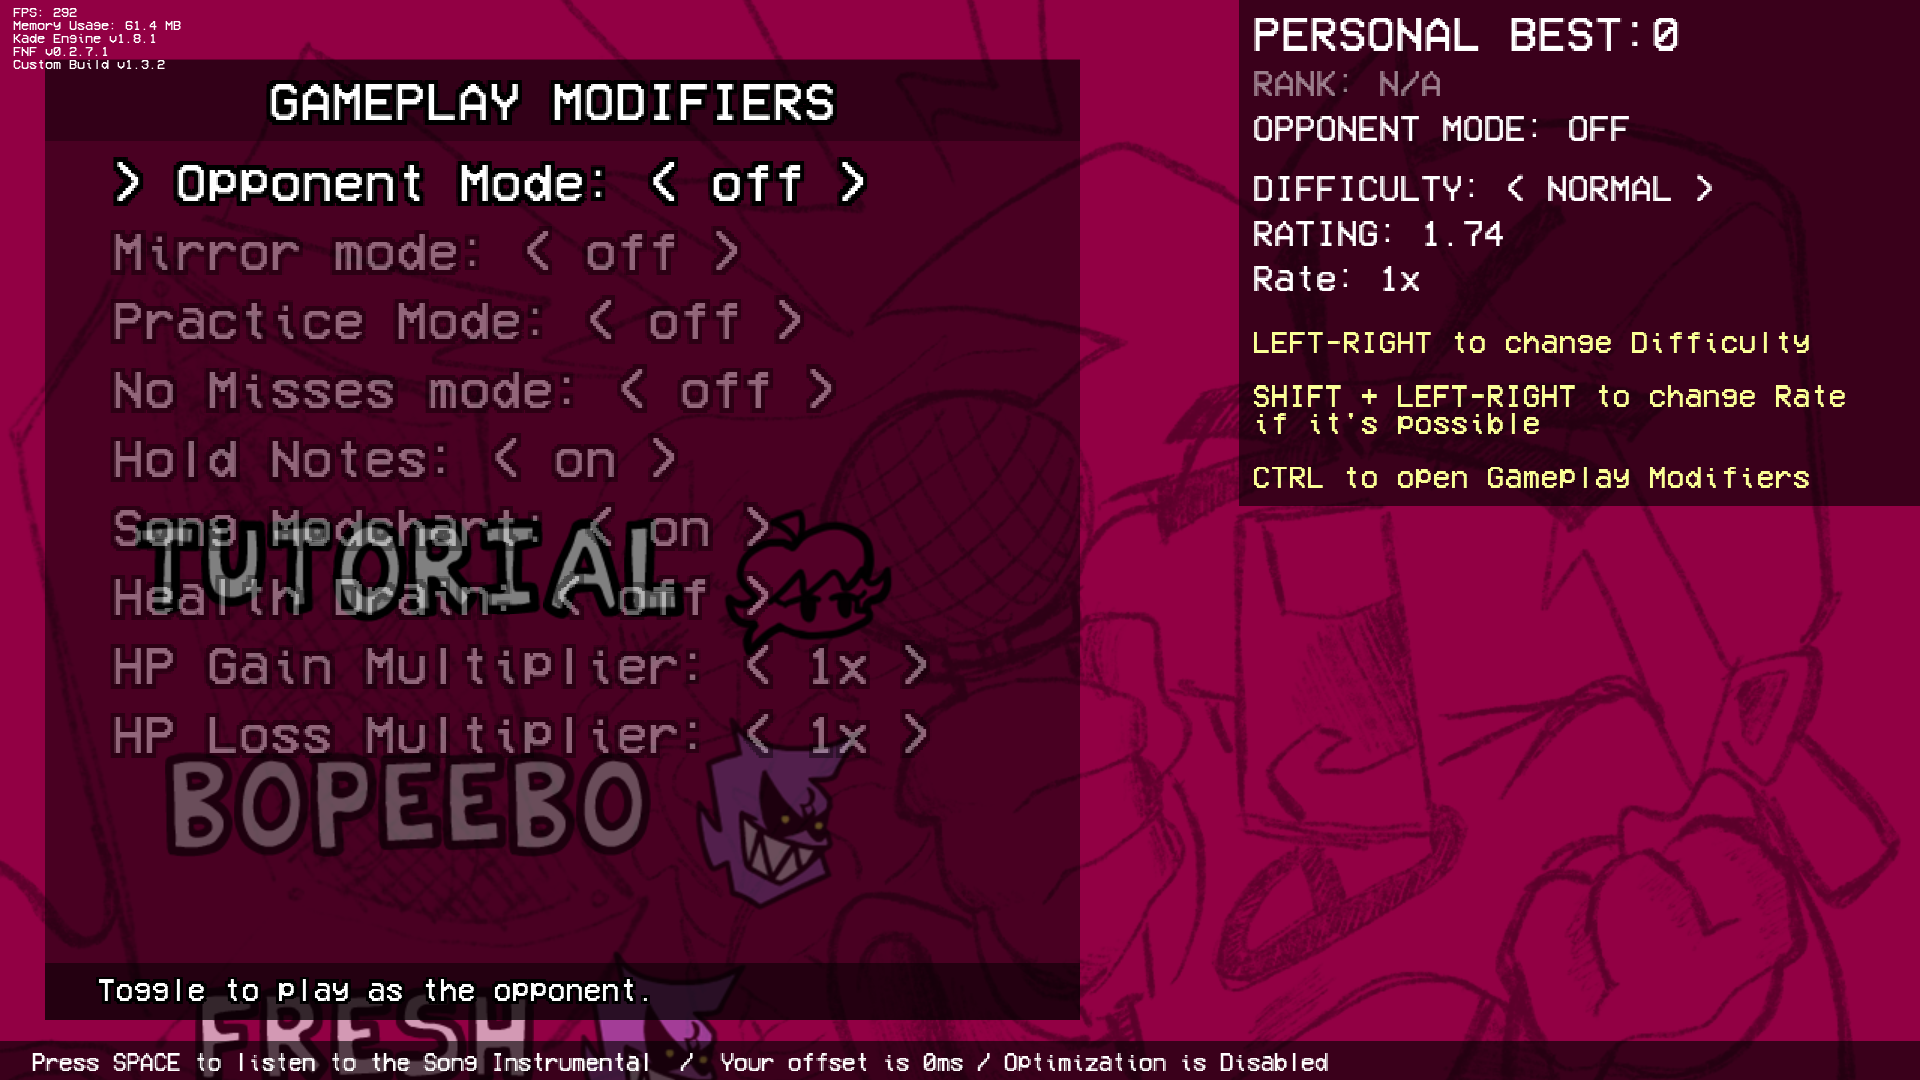 FPS: 292
Memory Usage: 61.4 MB
Kade Engine v1.8.1
FNF v0.2.7.1
Custom Build v1.3.2
GAMEPLAY MODIFIERS
> Opponent Mode: < off >
Mirror mode: < off >
Practice Mode: < off >
No Misses mode: < off >
Hold Notes: < on >
Song Modchart: < on >
TUTORIAL
Health Drain: < off >
HP Gain Multiplier: < 1x >
HP Loss Multiplier: < 1x >
BOPEEBO
Toggle to play as the opponent.
FRESH
PERSONAL BEST:0
RANK: N/A
OPPONENT MODE: OFF
DIFFICULTY: < NORMAL >
RATING: 1.74
Rate: 1x
LEFT-RIGHT to change Difficulty
SHIFT + LEFT-RIGHT to change Rate
if it's possible
CTRL to open Gameplay Modifiers
Press SPACE to listen to the Song Instrumental / Your offset is 0ms / Optimization is Disabled